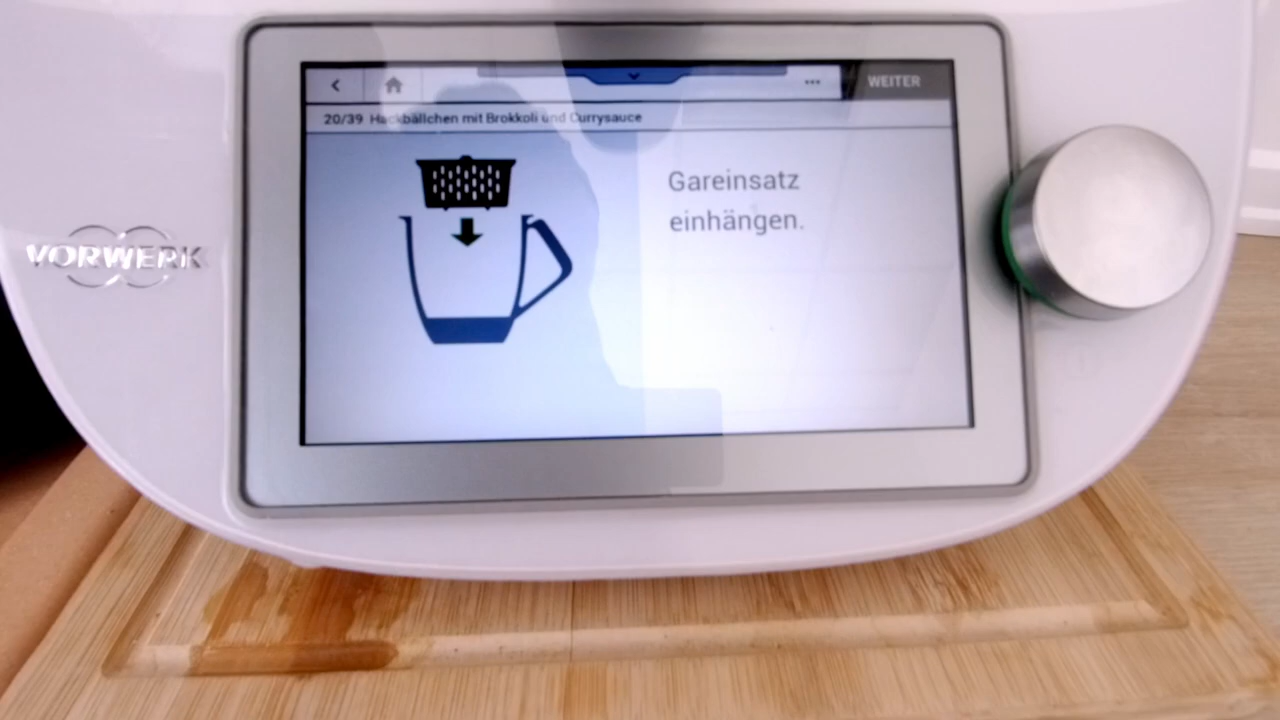 WEITER
20/39 Hackbällchen mit Brokkoli und Currysauce
Gareinsatz
einhängen.
VORWERK